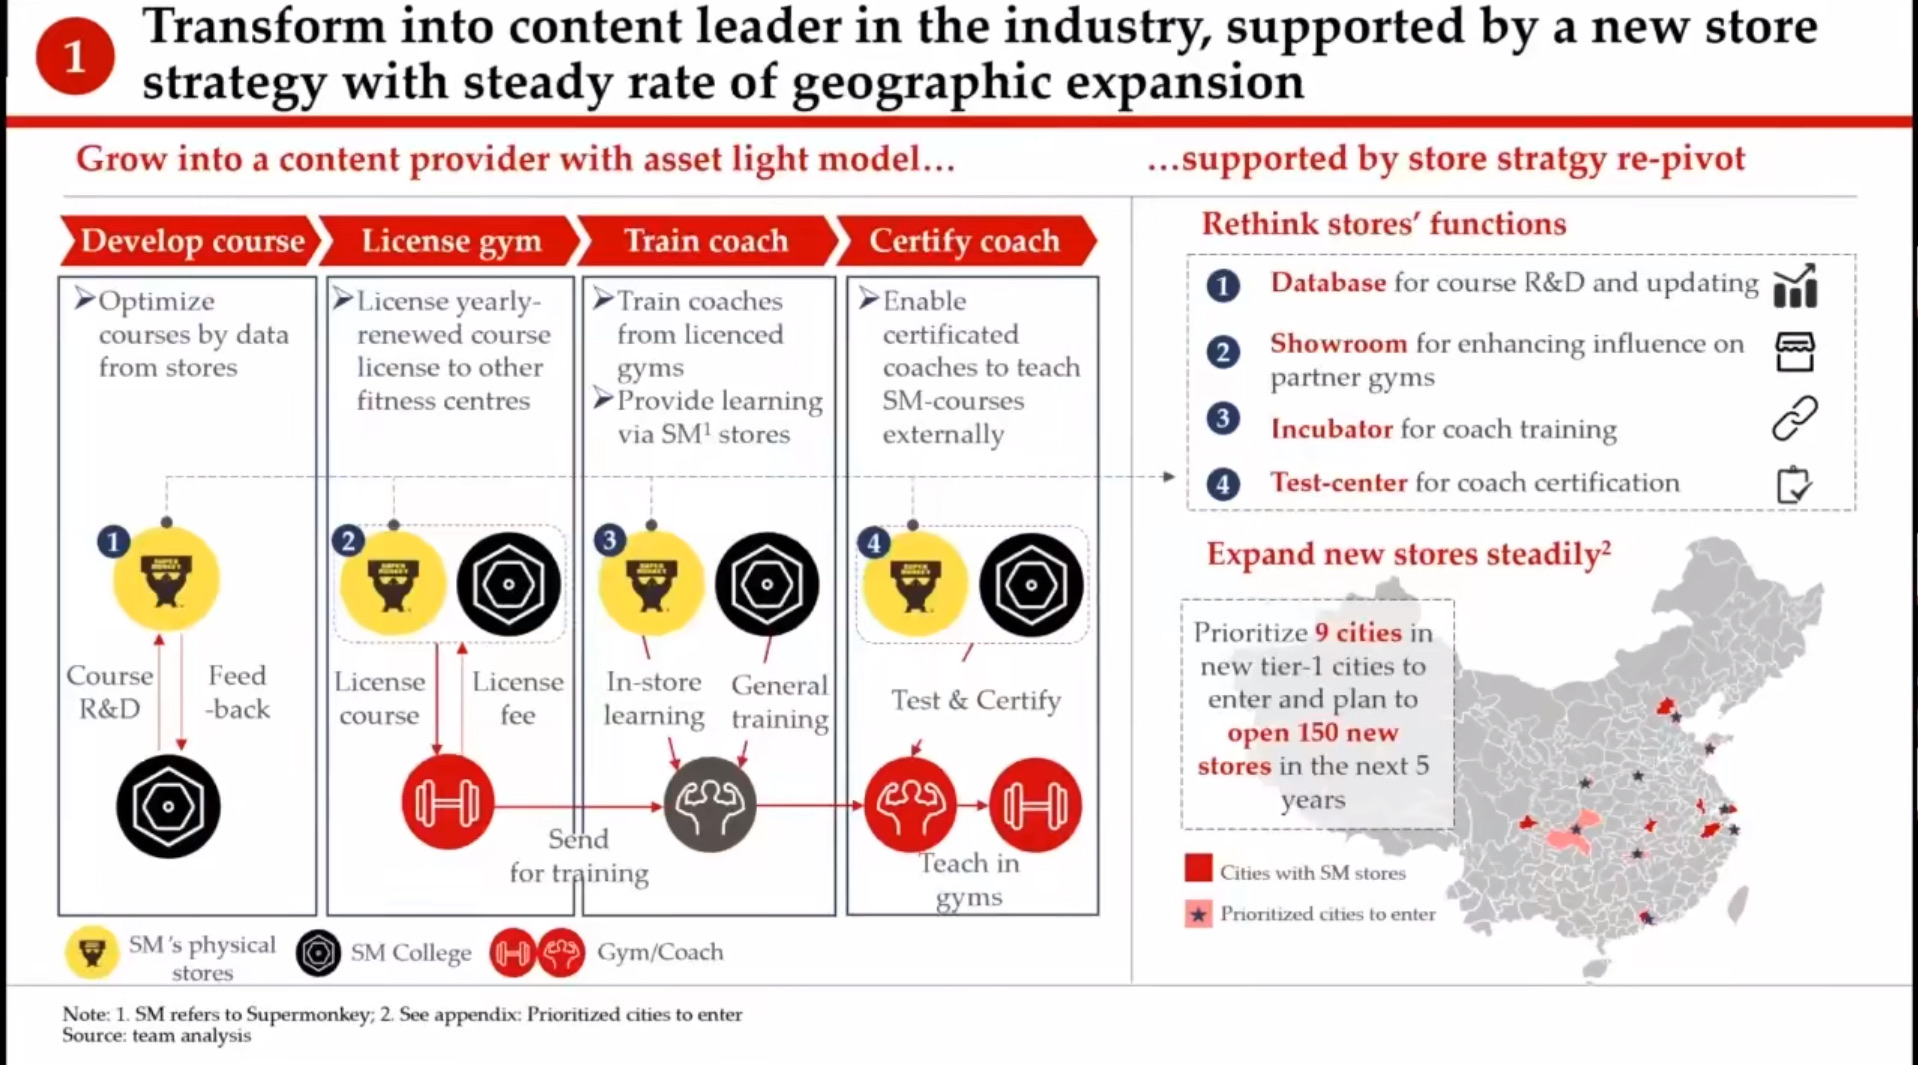 1
Transform into content leader in the industry, supported by a new store
strategy with steady rate of geographic expansion
Grow into a content provider with asset light model…
Develop course
License gym
Train coach
Certify coach
Optimize
courses by data
from stores
License yearly-
renewed course
license to other
fitness centres
Train coaches
from licenced
gyms
Provide learning
via SM¹ stores
Enable
certificated
coaches to teach
SM-courses
externally
1
SUPER
MONKEY
Course
R&D
Feed
-back
2
SUPER
MONKEY
License
course
License
fee
3
SUPER
MONKEY
In-store
learning
General
training
4
SUPER
MONKEY
Test & Certify
Send
for training
Teach in
gyms
SM's physical
stores
SM College
Gym/Coach
…supported by store stratgy re-pivot
Rethink stores' functions
1 Database for course R&D and updating
2 Showroom for enhancing influence on
partner gyms
3 Incubator for coach training
4 Test-center for coach certification
Expand new stores steadily²
Prioritize 9 cities in
new tier-1 cities to
enter and plan to
open 150 new
stores in the next 5
years
Cities with SM stores
Prioritized cities to enter
Note: 1. SM refers to Supermonkey; 2. See appendix: Prioritized cities to enter
Source: team analysis